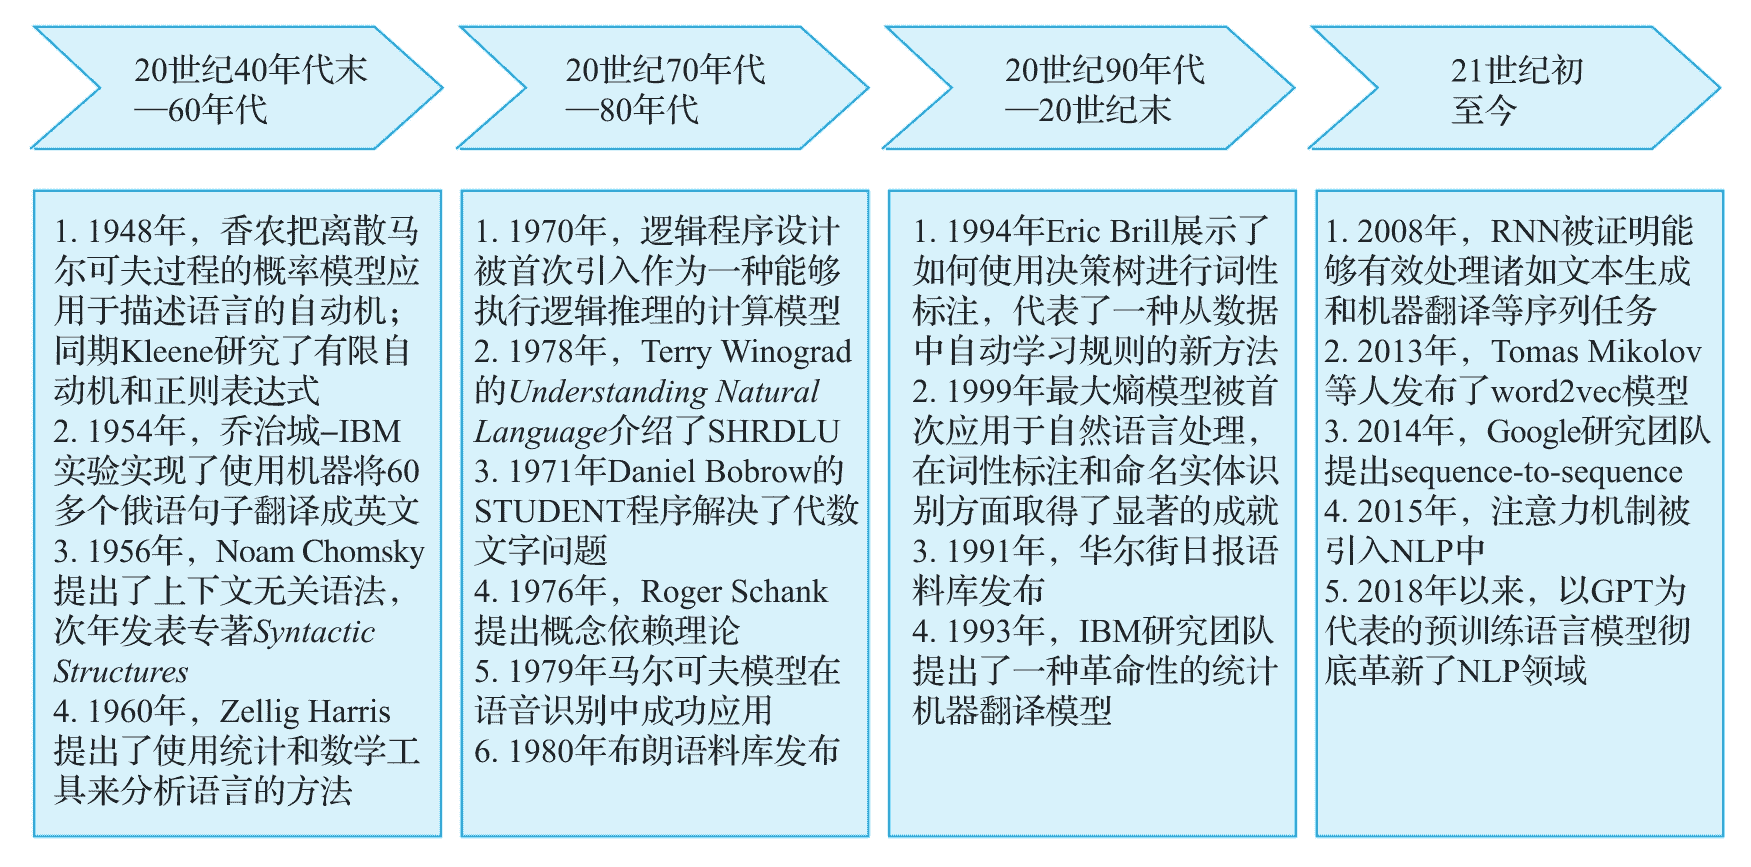 20世纪40年代末
—60年代
20世纪70年代
—80年代
20世纪90年代
—20世纪末
21世纪初
至今
1. 1948年，香农把离散马
尔可夫过程的概率模型应
用于描述语言的自动机；
同期Kleene研究了有限自
动机和正则表达式
2. 1954年，乔治城–IBM
实验实现了使用机器将60
多个俄语句子翻译成英文
3. 1956年，Noam Chomsky
提出了上下文无关语法，
次年发表专著Syntactic
Structures
4. 1960年，Zellig Harris
提出了使用统计和数学工
具来分析语言的方法
1. 1970年，逻辑程序设计
被首次引入作为一种能够
执行逻辑推理的计算模型
2. 1978年，Terry Winograd
的Understanding Natural
Language介绍了SHRDLU
3. 1971年Daniel Bobrow的
STUDENT程序解决了代数
文字问题
4. 1976年，Roger Schank
提出概念依赖理论
5. 1979年马尔可夫模型在
语音识别中成功应用
6. 1980年布朗语料库发布
1. 1994年Eric Brill展示了
如何使用决策树进行词性
标注，代表了一种从数据
中自动学习规则的新方法
2. 1999年最大熵模型被首
次应用于自然语言处理，
在词性标注和命名实体识
别方面取得了显著的成就
3. 1991年，华尔街日报语
料库发布
4. 1993年，IBM研究团队
提出了一种革命性的统计
机器翻译模型
1. 2008年，RNN被证明能
够有效处理诸如文本生成
和机器翻译等序列任务
2. 2013年，Tomas Mikolov
等人发布了word2vec模型
3. 2014年，Google研究团队
提出sequence-to-sequence
4. 2015年，注意力机制被
引入NLP中
5. 2018年以来，以GPT为
代表的预训练语言模型彻
底革新了NLP领域